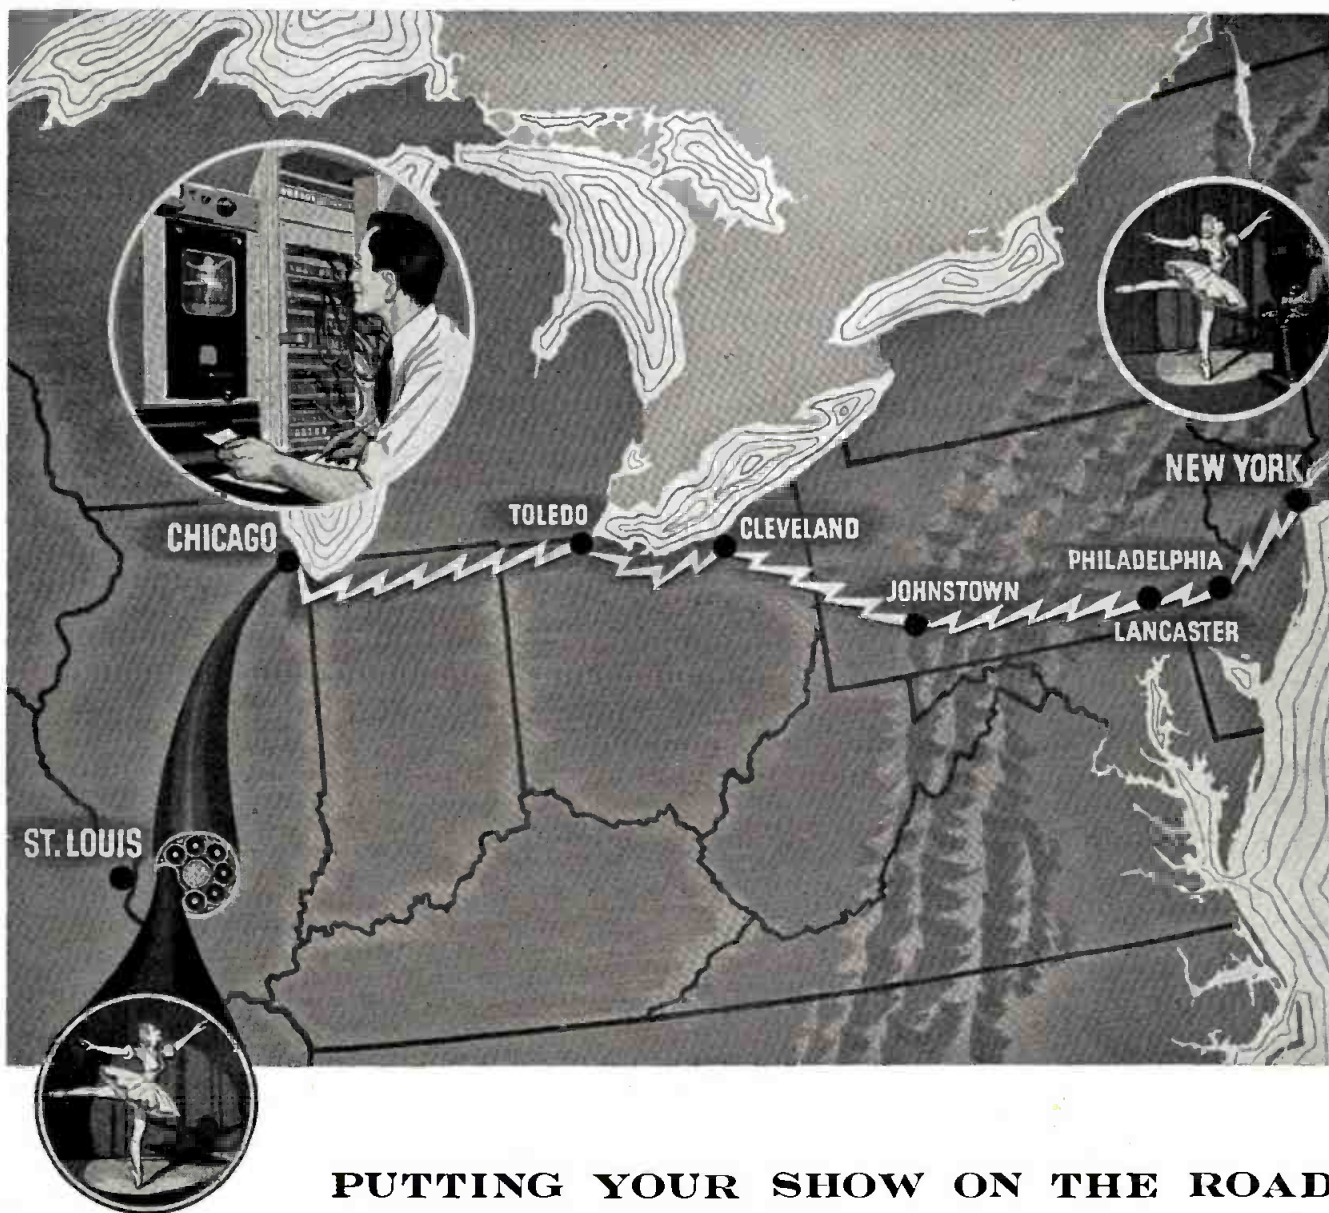 NEW YORK
CHICAGO
TOLEDO
CLEVELAND
PHILADELPHIA
JOHNSTOWN
LANCASTER
ST. LOUIS
PUTTING YOUR SHOW ON THE ROAD